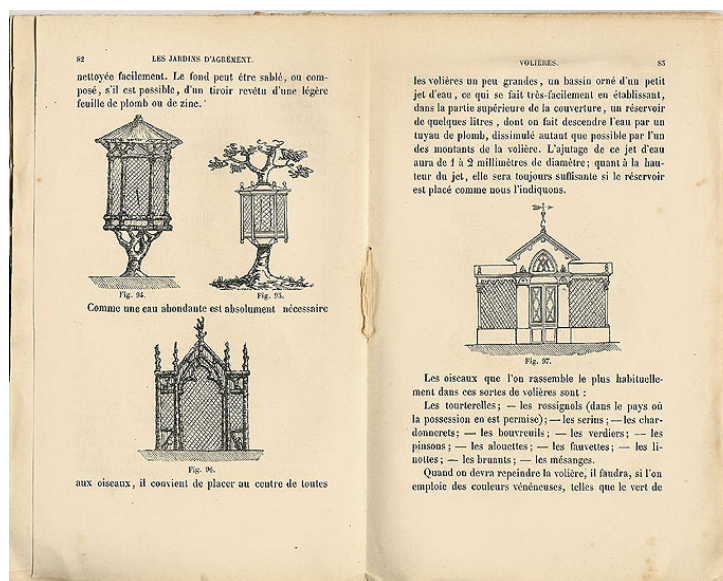 82
LES JARDINS D'AGRÉMENT.
nettoyée facilement. Le fond peut être sablé, ou com-
posé, s'il est possible, d'un tiroir revêtu d'une légère
feuille de plomb ou de zinc.
Fig. 94.
Fig. 95.
Comme une eau abondante est absolument nécessaire
Fig. 96.
aux oiseaux, il convient de placer au centre de toutes
VOLIÈRES.
83
les volières un peu grandes, un bassin orné d'un petit
jet d'eau, ce qui se fait très-facilement en établissant,
dans la partie supérieure de la couverture, un réservoir
de quelques litres, dont on fait descendre l'eau par un
tuyau de plomb, dissimulé autant que possible par l'un
des montants de la volière. L'ajutage de ce jet d'eau
aura de 1 à 2 millimètres de diamètre; quant à la hau-
teur du jet, elle sera toujours suffisante si le réservoir
est placé comme nous l'indiquons.
Fig. 97.
Les oiseaux que l'on rassemble le plus habituelle-
ment dans ces sortes de volières sont :
Les tourterelles; — les rossignols (dans le pays où
la possession en est permise); — les serins; — les char-
donnerets; — les bouvreuils; — les verdiers; — les
pinsons; — les alouettes; — les fauvettes; — les li-
nottes; — les bruants; — les mésanges.
Quand on devra repeindre la volière, il faudra, si l'on
emploie des couleurs vénéneuses, telles que le vert de